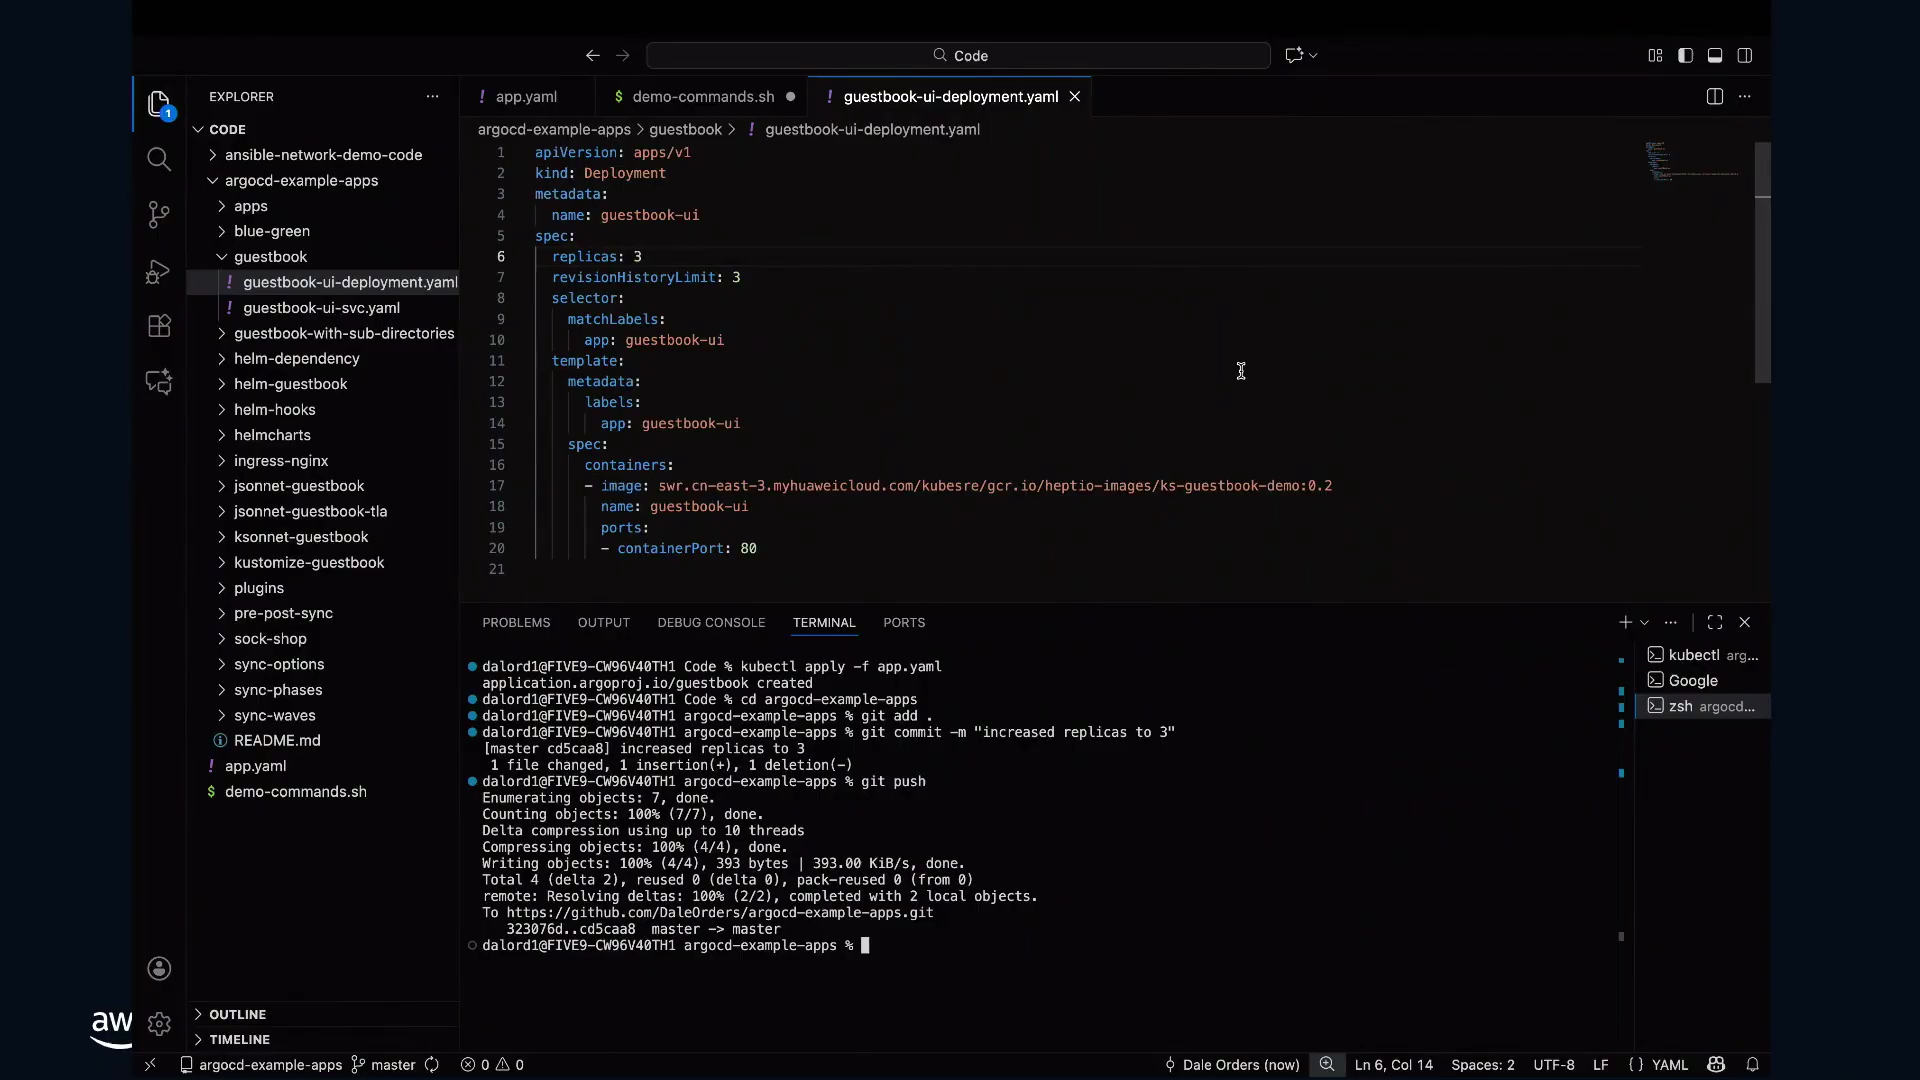 Code
EXPLORER
1
CODE
ansible-network-demo-code
argocd-example-apps
apps
blue-green
guestbook
guestbook-ui-deployment.yaml
guestbook-ui-svc.yaml
guestbook-with-sub-directories
helm-dependency
helm-guestbook
helm-hooks
helmcharts
ingress-nginx
jsonnet-guestbook
jsonnet-guestbook-tla
ksonnet-guestbook
kustomize-guestbook
plugins
pre-post-sync
sock-shop
sync-options
sync-phases
sync-waves
README.md
app.yaml
demo-commands.sh
OUTLINE
TIMELINE
app.yaml
demo-commands.sh
guestbook-ui-deployment.yaml
argocd-example-apps > guestbook > ! guestbook-ui-deployment.yaml
1 apiVersion: apps/v1
2 kind: Deployment
3 metadata:
4 name: guestbook-ui
5 spec:
6 replicas: 3
7 revisionHistoryLimit: 3
8 selector:
9 matchLabels:
10 app: guestbook-ui
11 template:
12 metadata:
13 labels:
14 app: guestbook-ui
15 spec:
16 containers:
17 - image: swr.cn-east-3.myhuaweicloud.com/kubesre/gcr.io/heptio-images/ks-guestbook-demo:0.2
18 name: guestbook-ui
19 ports:
20 - containerPort: 80
21
PROBLEMS OUTPUT DEBUG CONSOLE TERMINAL PORTS
dalord1@FIVE9-CW96V40TH1 Code % kubectl apply -f app.yaml
application.argoproj.io/guestbook created
dalord1@FIVE9-CW96V40TH1 Code % cd argocd-example-apps
dalord1@FIVE9-CW96V40TH1 argocd-example-apps % git add .
dalord1@FIVE9-CW96V40TH1 argocd-example-apps % git commit -m "increased replicas to 3"
[master cd5caa8] increased replicas to 3
1 file changed, 1 insertion(+), 1 deletion(-)
dalord1@FIVE9-CW96V40TH1 argocd-example-apps % git push
Enumerating objects: 7, done.
Counting objects: 100% (7/7), done.
Delta compression using up to 10 threads
Compressing objects: 100% (4/4), done.
Writing objects: 100% (4/4), 393 bytes | 393.00 KiB/s, done.
Total 4 (delta 2), reused 0 (delta 0), pack-reused 0 (from 0)
remote: Resolving deltas: 100% (2/2), completed with 2 local objects.
To https://github.com/DaleOrders/argocd-example-apps.git
323076d..cd5caa8 master -> master
dalord1@FIVE9-CW96V40TH1 argocd-example-apps %
kubectl arg...
Google
zsh argocd...
aw
argocd-example-apps master 0 0 Dale Orders (now) Ln 6, Col 14 Spaces: 2 UTF-8 LF {} YAML